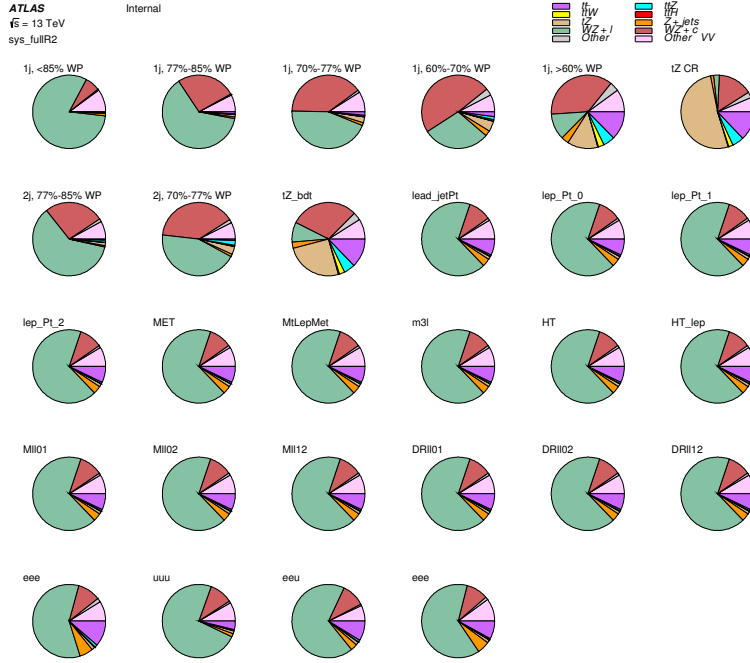 ATLAS Internal
√s = 13 TeV
sys_fullR2
tt̄ ttZ
ttW ttH
tZ Z+jets
WZ + l WZ + c
Other Other VV
1j, <85% WP 1j, 77%-85% WP 1j, 70%-77% WP 1j, 60%-70% WP 1j, >60% WP tZ CR
2j, 77%-85% WP 2j, 70%-77% WP tZ_bdt lead_jetPt lep_Pt_0 lep_Pt_1
lep_Pt_2 MET MtLepMet m3l HT HT_lep
Mll01 Mll02 Mll12 DRll01 DRll02 DRll12
eee uuu eeu eee